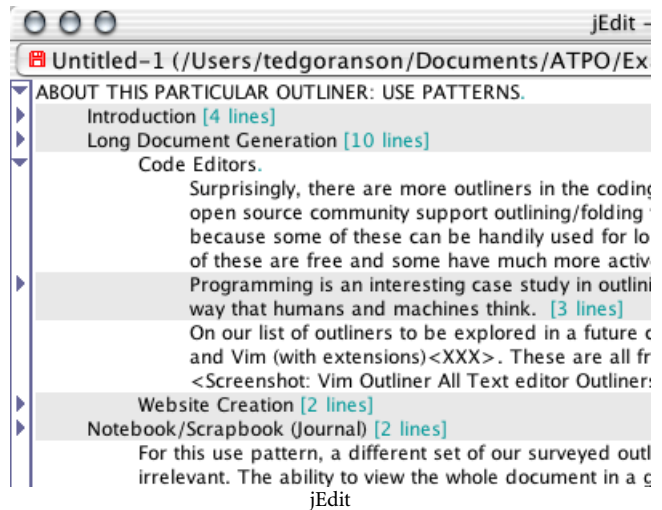 jEdit -
Untitled-1 (/Users/tedgoranson/Documents/ATPO/Exa
ABOUT THIS PARTICULAR OUTLINER: USE PATTERNS.
Introduction [4 lines]
Long Document Generation [10 lines]
Code Editors.
Surprisingly, there are more outliners in the coding
open source community support outlining/folding
because some of these can be handily used for lo
of these are free and some have much more active
Programming is an interesting case study in outlini
way that humans and machines think. [3 lines]
On our list of outliners to be explored in a future
and Vim (with extensions)<XXX>. These are all fr
<Screenshot: Vim Outliner All Text editor Outliners
Website Creation [2 lines]
Notebook/Scrapbook (Journal) [2 lines]
For this use pattern, a different set of our surveyed outl
irrelevant. The ability to view the whole document in a
jEdit